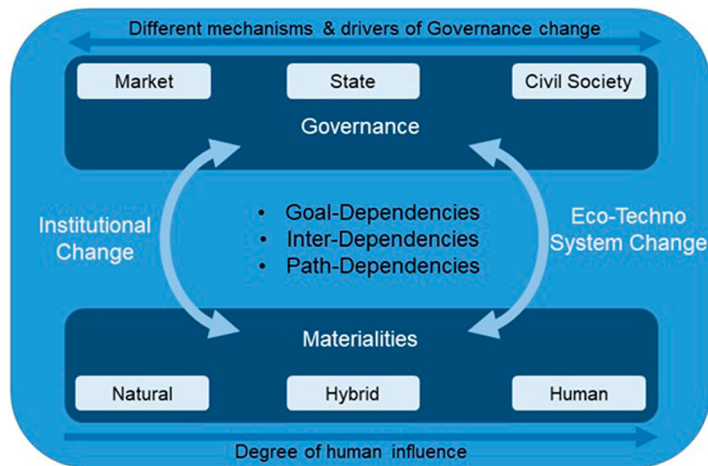 Different mechanisms & drivers of Governance change
Market
State
Civil Society
Governance
Institutional
Change
• Goal-Dependencies
• Inter-Dependencies
• Path-Dependencies
Eco-Techno
System Change
Materialities
Natural
Hybrid
Human
Degree of human influence